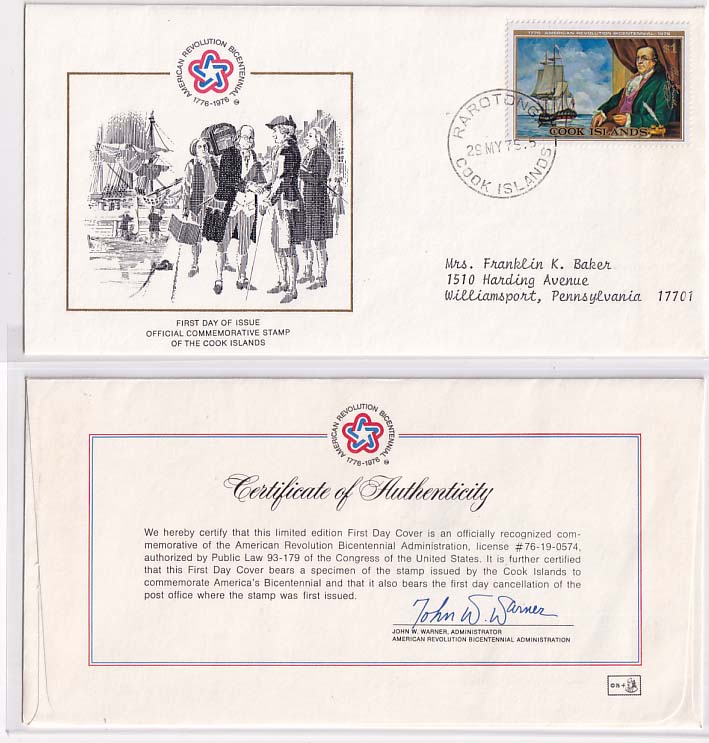 AMERICAN REVOLUTION BICENTENNIAL
1776-1976
1776 · AMERICAN REVOLUTION BICENTENNIAL · 1976
$1
COOK ISLANDS
RAROTONGA
29 MY 76
COOK ISLANDS
Mrs. Franklin K. Baker
1510 Harding Avenue
Williamsport, Pennsylvania 17701
FIRST DAY OF ISSUE
OFFICIAL COMMEMORATIVE STAMP
OF THE COOK ISLANDS
AMERICAN REVOLUTION BICENTENNIAL
1776-1976
Certificate of Authenticity
We hereby certify that this limited edition First Day Cover is an officially recognized com-
memorative of the American Revolution Bicentennial Administration, license #76-19-0574,
authorized by Public Law 93-179 of the Congress of the United States. It is further certified
that this First Day Cover bears a specimen of the stamp issued by the Cook Islands to
commemorate America's Bicentennial and that it also bears the first day cancellation of the
post office where the stamp was first issued.
John W. Warner
JOHN W. WARNER, ADMINISTRATOR
AMERICAN REVOLUTION BICENTENNIAL ADMINISTRATION